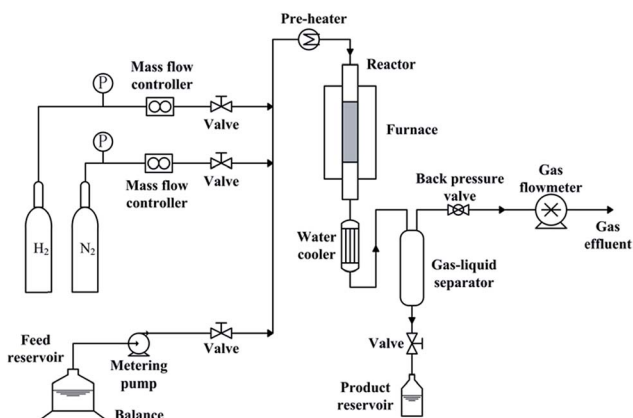 Pre-heater
Mass flow
controller
Reactor
P
Valve
Furnace
P
Mass flow
controller
Valve
Back pressure
valve
Gas
flowmeter
Gas
effluent
H₂
N₂
Water
cooler
Gas-liquid
separator
Feed
reservoir
Metering
pump
Valve
Valve
Product
reservoir
Balance